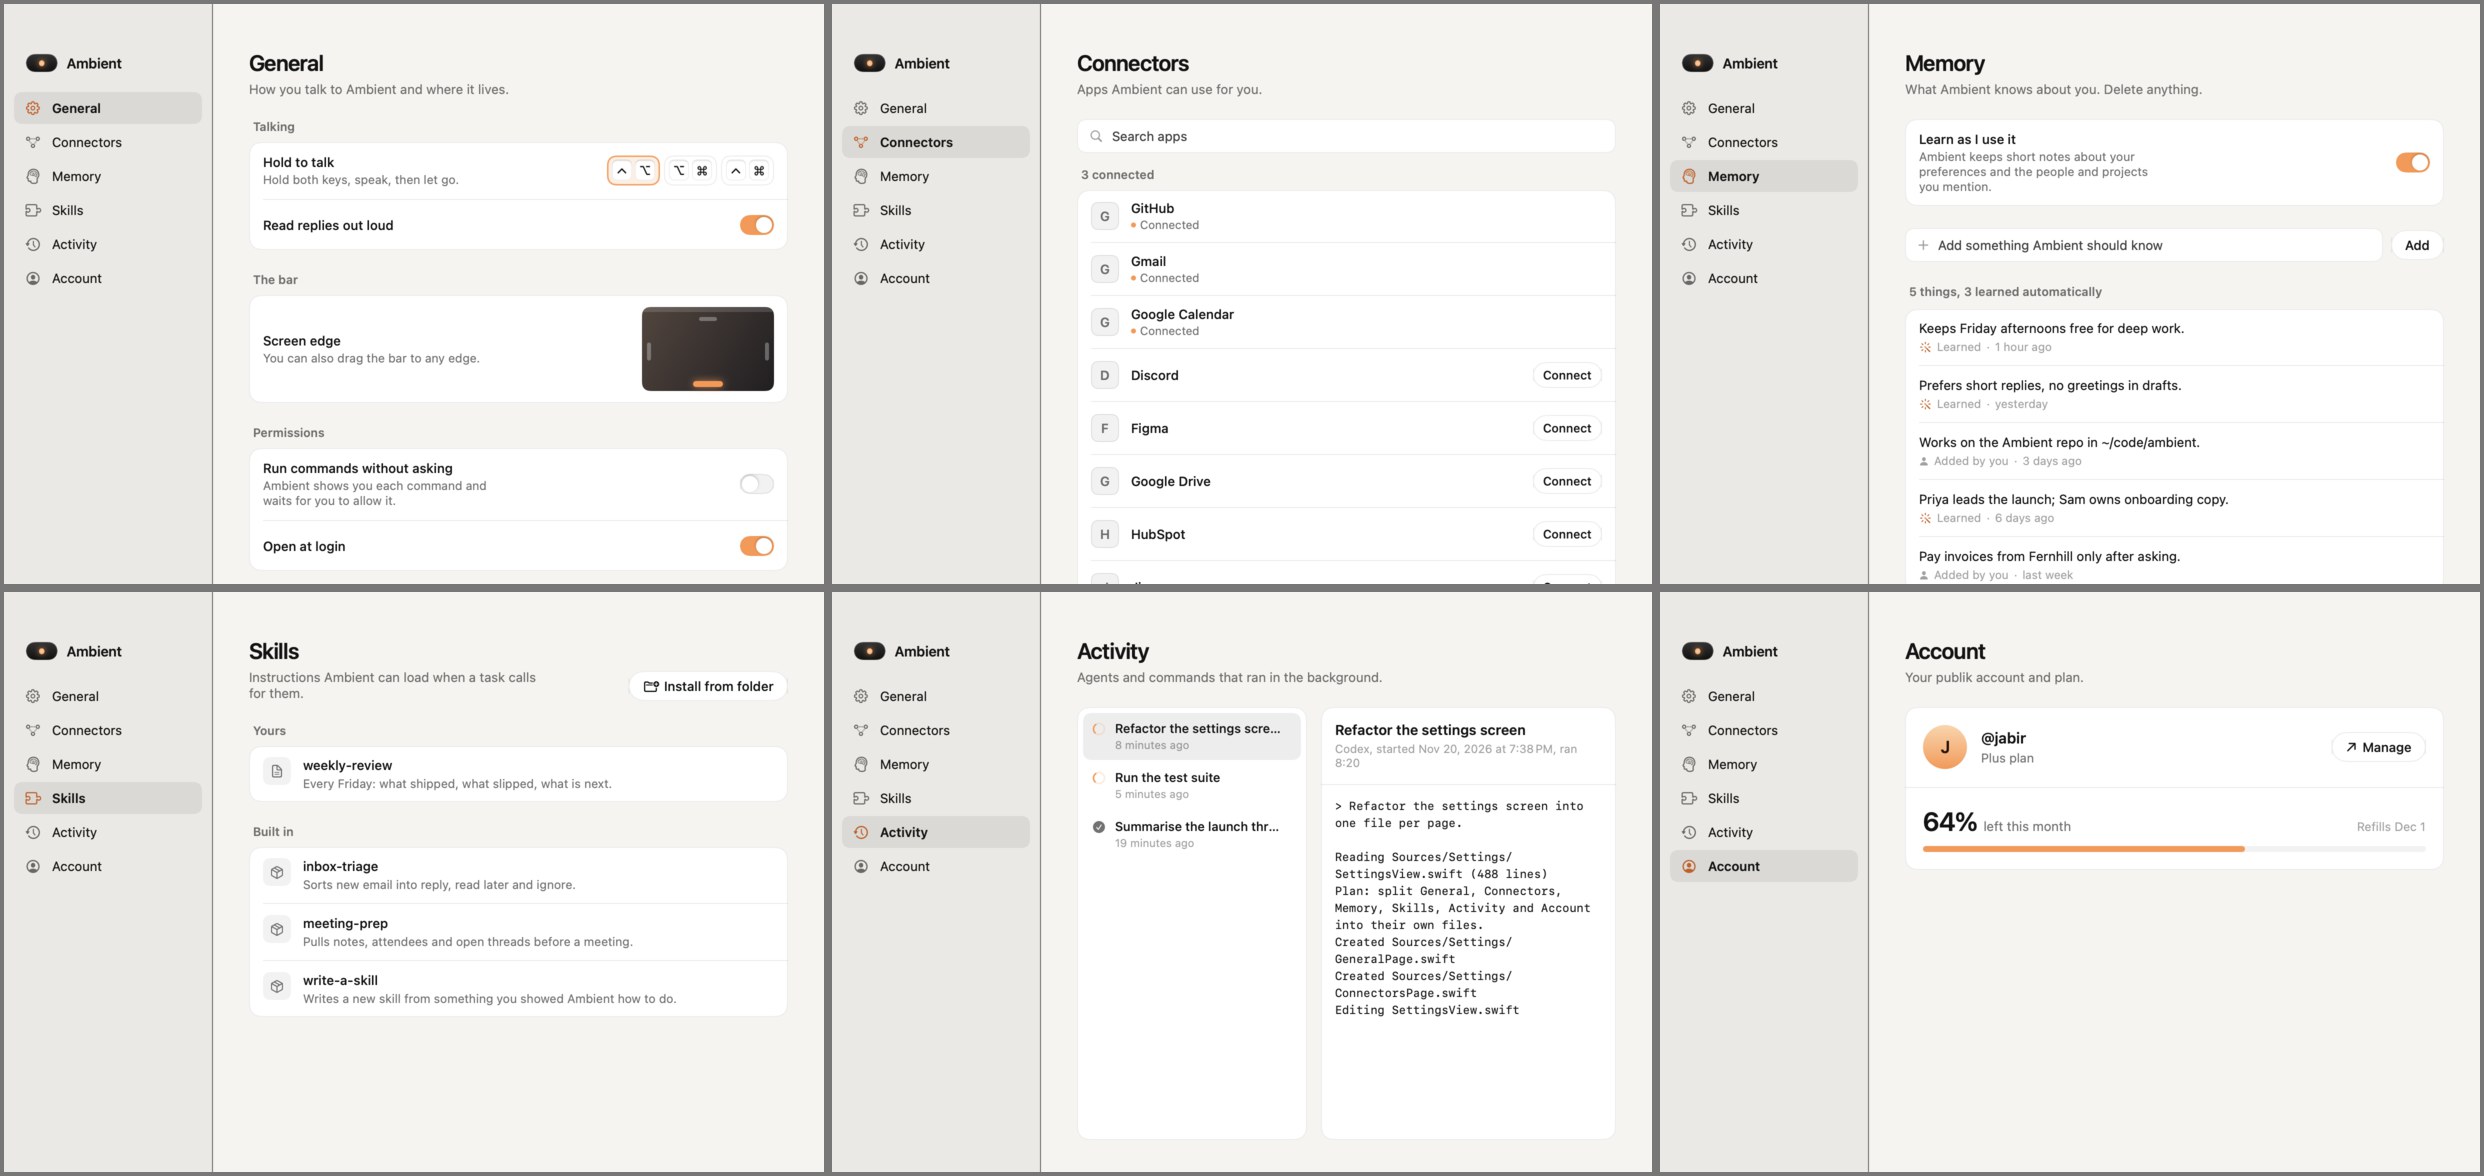 Ambient
General
Connectors
Memory
Skills
Activity
Account
General
How you talk to Ambient and where it lives.
Talking
Hold to talk
Hold both keys, speak, then let go.
⌃ ⌥ ⌥ ⌘ ⌃ ⌘
Read replies out loud
The bar
Screen edge
You can also drag the bar to any edge.
Permissions
Run commands without asking
Ambient shows you each command and
waits for you to allow it.
Open at login
Ambient
General
Connectors
Memory
Skills
Activity
Account
Connectors
Apps Ambient can use for you.
Search apps
3 connected
G GitHub
Connected
G Gmail
Connected
G Google Calendar
Connected
D Discord Connect
F Figma Connect
G Google Drive Connect
H HubSpot Connect
Ambient
General
Connectors
Memory
Skills
Activity
Account
Memory
What Ambient knows about you. Delete anything.
Learn as I use it
Ambient keeps short notes about your
preferences and the people and projects
you mention.
+ Add something Ambient should know Add
5 things, 3 learned automatically
Keeps Friday afternoons free for deep work.
Learned · 1 hour ago
Prefers short replies, no greetings in drafts.
Learned · yesterday
Works on the Ambient repo in ~/code/ambient.
Added by you · 3 days ago
Priya leads the launch; Sam owns onboarding copy.
Learned · 6 days ago
Pay invoices from Fernhill only after asking.
Added by you · last week
Ambient
General
Connectors
Memory
Skills
Activity
Account
Skills
Instructions Ambient can load when a task calls
for them.
Install from folder
Yours
weekly-review
Every Friday: what shipped, what slipped, what is next.
Built in
inbox-triage
Sorts new email into reply, read later and ignore.
meeting-prep
Pulls notes, attendees and open threads before a meeting.
write-a-skill
Writes a new skill from something you showed Ambient how to do.
Ambient
General
Connectors
Memory
Skills
Activity
Account
Activity
Agents and commands that ran in the background.
Refactor the settings scre...
8 minutes ago
Run the test suite
5 minutes ago
Summarise the launch thr...
19 minutes ago
Refactor the settings screen
Codex, started Nov 20, 2026 at 7:38 PM, ran
8:20
> Refactor the settings screen into
one file per page.
Reading Sources/Settings/
SettingsView.swift (488 lines)
Plan: split General, Connectors,
Memory, Skills, Activity and Account
into their own files.
Created Sources/Settings/
GeneralPage.swift
Created Sources/Settings/
ConnectorsPage.swift
Editing SettingsView.swift
Ambient
General
Connectors
Memory
Skills
Activity
Account
Account
Your publik account and plan.
J @jabir
Plus plan
Manage
64% left this month Refills Dec 1